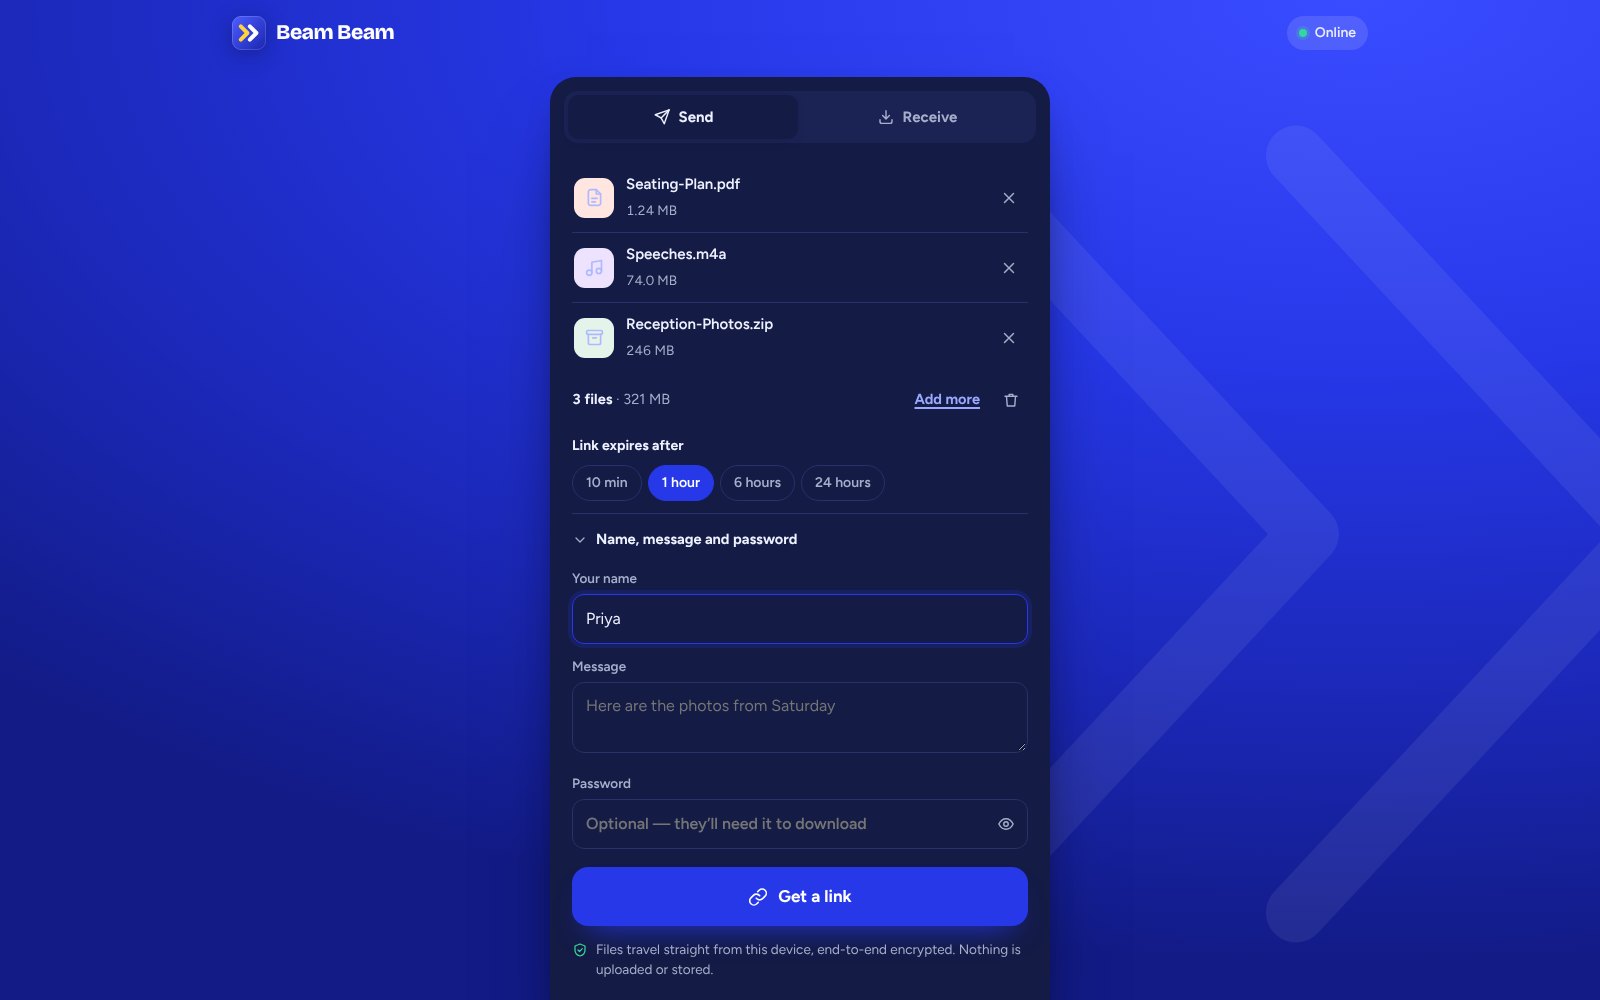 Beam Beam
Online
Send
Receive
Seating-Plan.pdf
1.24 MB
Speeches.m4a
74.0 MB
Reception-Photos.zip
246 MB
3 files · 321 MB
Add more
Link expires after
10 min
1 hour
6 hours
24 hours
Name, message and password
Your name
Priya
Message
Here are the photos from Saturday
Password
Optional — they’ll need it to download
Get a link
Files travel straight from this device, end-to-end encrypted. Nothing is
uploaded or stored.